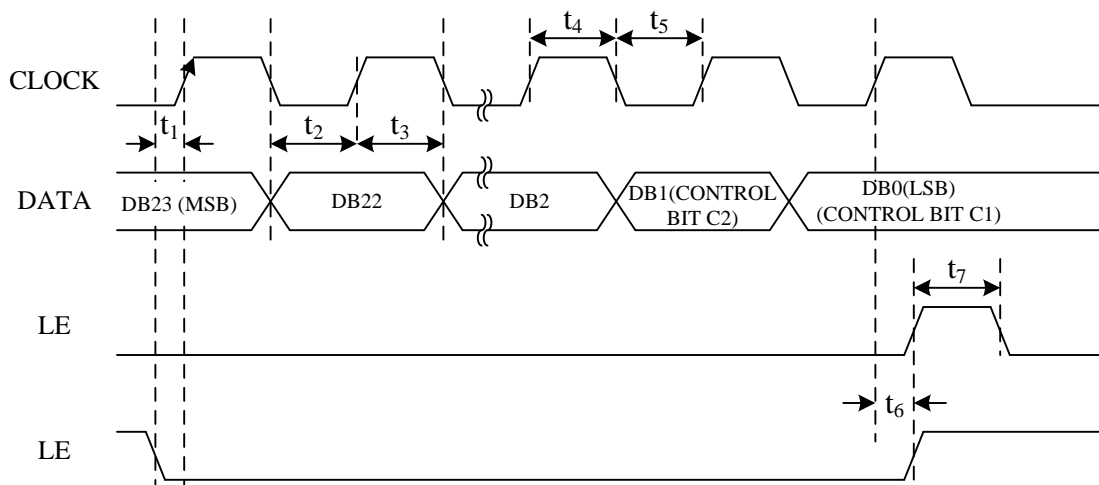 t4
t5
CLOCK
t1
t2
t3
DATA
DB23 (MSB)
DB22
DB2
DB1(CONTROL
BIT C2)
DB0(LSB)
(CONTROL BIT C1)
t7
LE
t6
LE